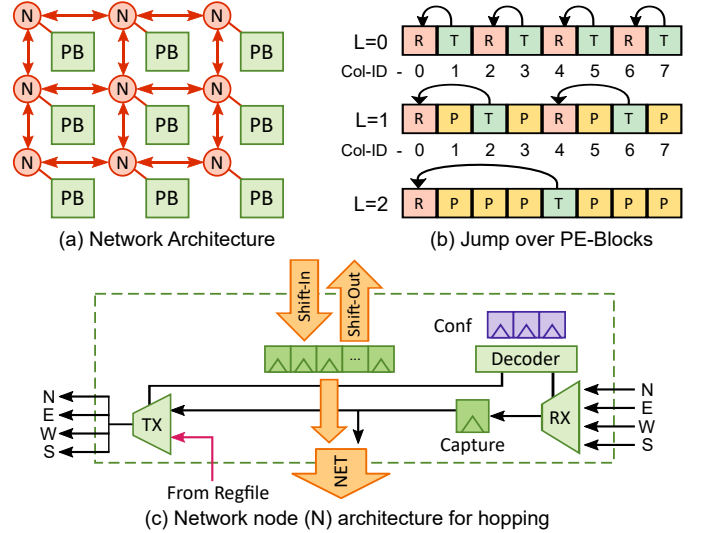 N N N
PB PB PB
N N N
PB PB PB
N N N
PB PB PB
(a) Network Architecture
L=0 R T R T R T R T
Col-ID - 0 1 2 3 4 5 6 7
L=1 R P T P R P T P
Col-ID - 0 1 2 3 4 5 6 7
L=2 R P P P T P P P
(b) Jump over PE-Blocks
Shift-In
Shift-Out
Conf
...
Decoder
N
E
W
S
TX
RX
N
E
W
S
Capture
NET
From Regfile
(c) Network node (N) architecture for hopping